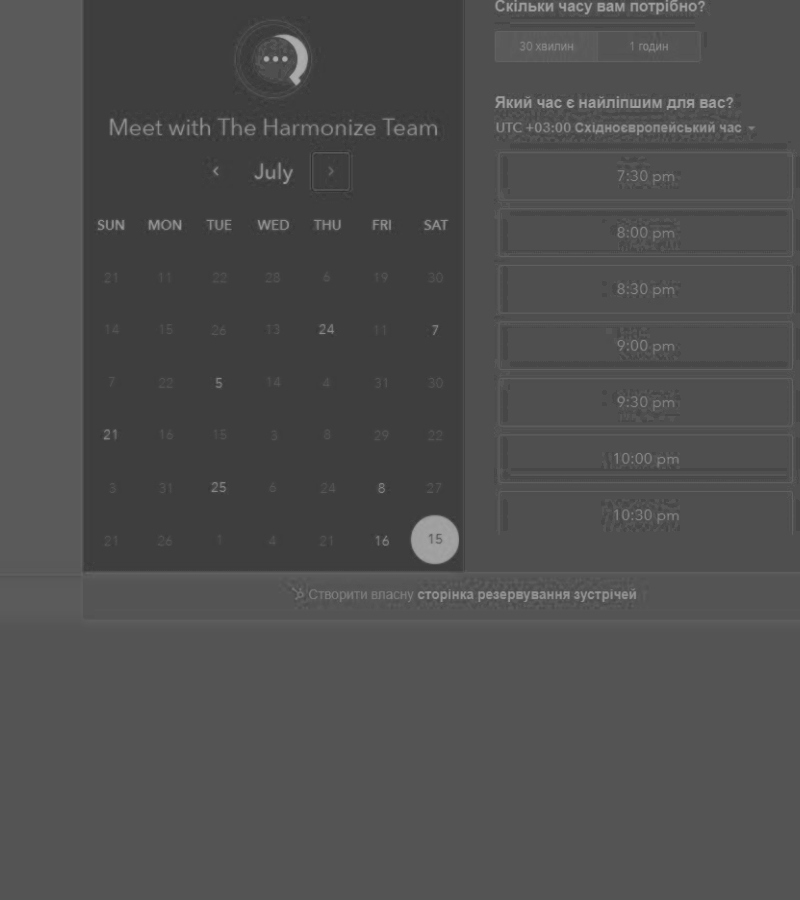 Meet with The Harmonize Team
‹ July ›
SUN MON TUE WED THU FRI SAT
21 11 22 28 6 19 30
14 15 26 13 24 11 7
7 22 5 14 4 31 30
21 16 15 3 8 29 22
3 31 25 6 24 8 27
21 26 1 4 21 16 15
Скільки часу вам потрібно?
30 хвилин 1 годин
Який час є найліпшим для вас?
UTC +03:00 Східноєвропейський час
7:30 pm
8:00 pm
8:30 pm
9:00 pm
9:30 pm
10:00 pm
10:30 pm
Створити власну сторінка резервування зустрічей